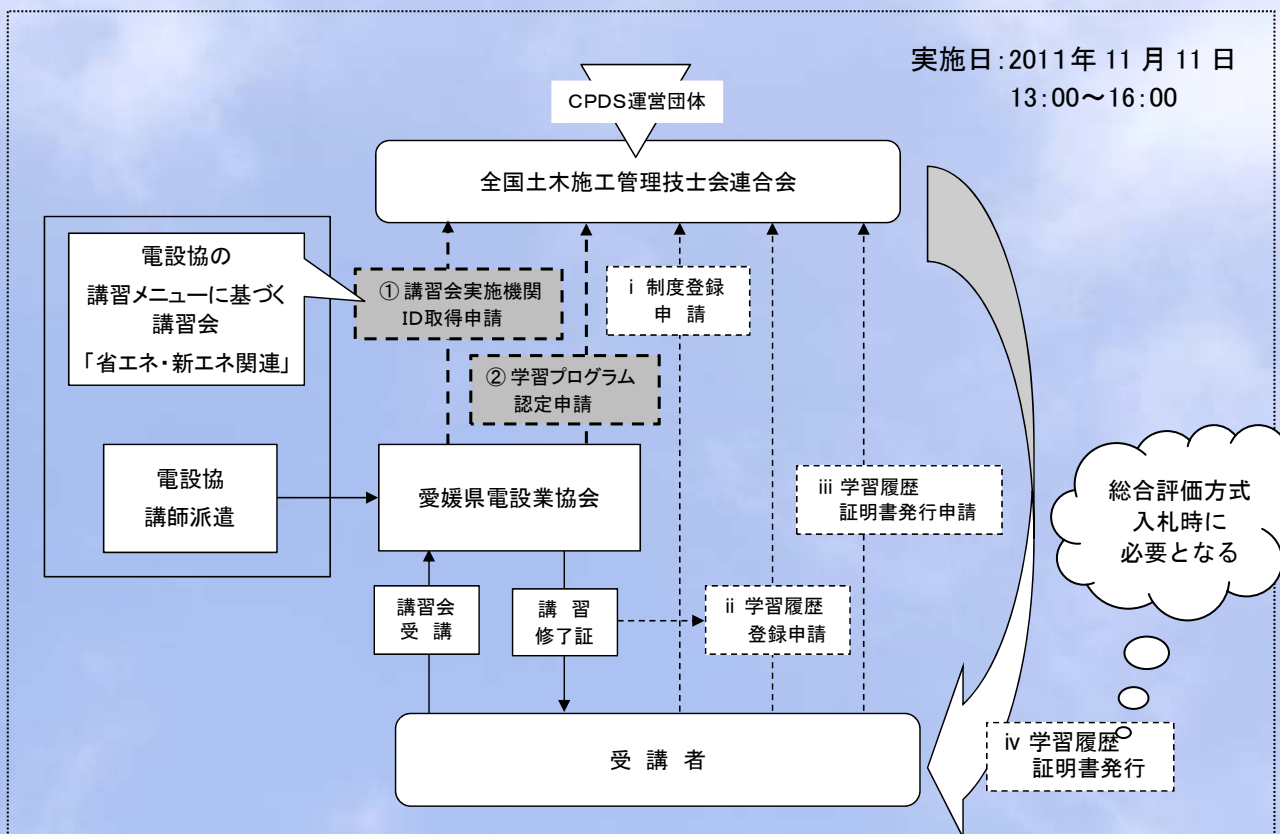 実施日:2011年 11 月 11 日
13:00～16:00
CPDS運営団体
全国土木施工管理技士会連合会
電設協の
講習メニューに基づく
講習会
「省エネ・新エネ関連」
① 講習会実施機関
ID取得申請
ⅰ 制度登録
申 請
② 学習プログラム
認定申請
電設協
講師派遣
愛媛県電設業協会
ⅲ 学習履歴
証明書発行申請
総合評価方式
入札時に
必要となる
講習会
受 講
講 習
修了証
ⅱ 学習履歴
登録申請
ⅳ 学習履歴
証明書発行
受 講 者